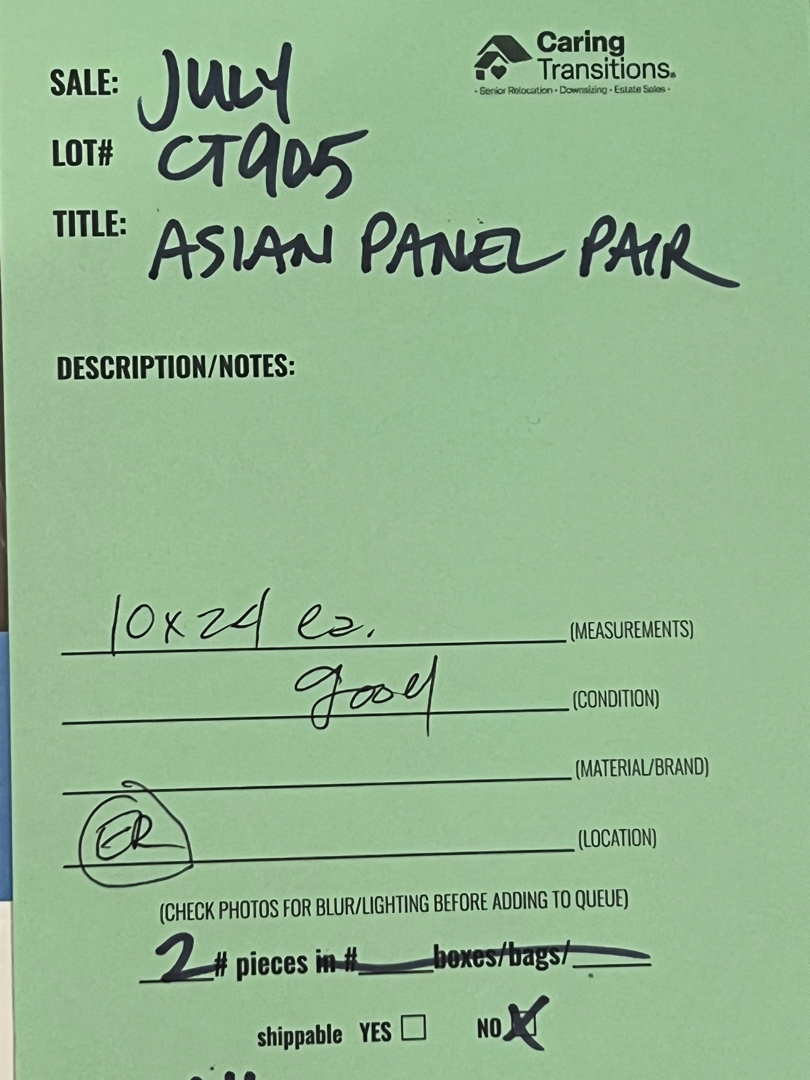 Caring
Transitions®
• Senior Relocation • Downsizing • Estate Sales •
SALE: JULY
LOT# CT905
TITLE: ASIAN PANEL PAIR
DESCRIPTION/NOTES:
10x24 ea. (MEASUREMENTS)
good (CONDITION)
(MATERIAL/BRAND)
ER (LOCATION)
(CHECK PHOTOS FOR BLUR/LIGHTING BEFORE ADDING TO QUEUE)
2 # pieces in # boxes/bags/
shippable YES NO X